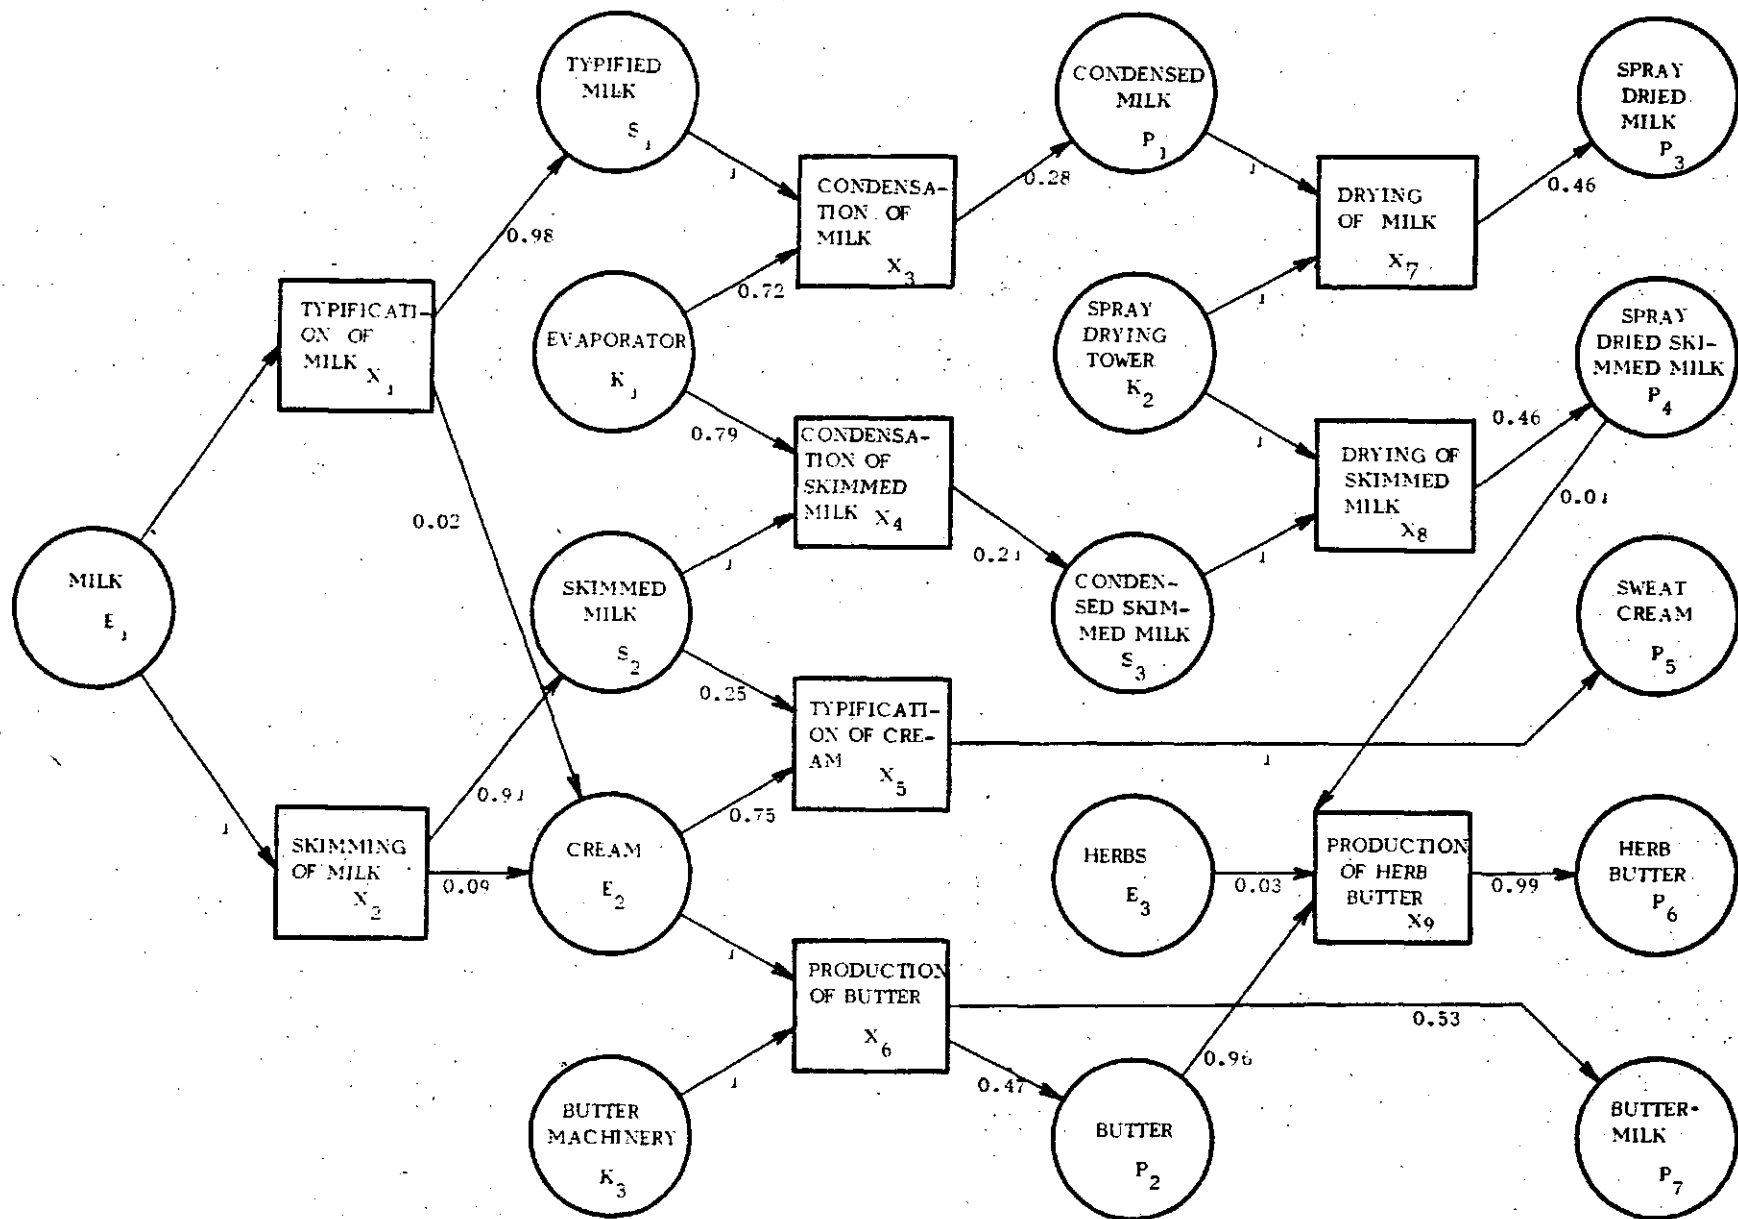 TYPIFIED
MILK
S1
CONDENSED
MILK
P1
SPRAY
DRIED
MILK
P3
1
1
0.28
0.46
CONDENSA-
TION OF
MILK
X3
DRYING
OF MILK
X7
0.98
0.72
1
TYPIFICATI-
ON OF
MILK X1
EVAPORATOR
K1
SPRAY
DRYING
TOWER
K2
SPRAY
DRIED SKI-
MMED MILK
P4
1
0.79
1
0.46
CONDENSA-
TION OF
SKIMMED
MILK X4
DRYING OF
SKIMMED
MILK
X8
0.02
0.01
1
0.21
1
MILK
E1
SKIMMED
MILK
S2
CONDEN-
SED SKIM-
MED MILK
S3
SWEAT
CREAM
P5
0.25
TYPIFICATI-
ON OF CRE-
AM X5
1
0.91
0.75
1
SKIMMING
OF MILK
X2
0.09
CREAM
E2
HERBS
E3
0.03
PRODUCTION
OF HERB
BUTTER
X9
0.99
HERB
BUTTER
P6
1
PRODUCTION
OF BUTTER
X6
0.53
1
0.47
0.96
BUTTER
MACHINERY
K3
BUTTER
P2
BUTTER-
MILK
P7